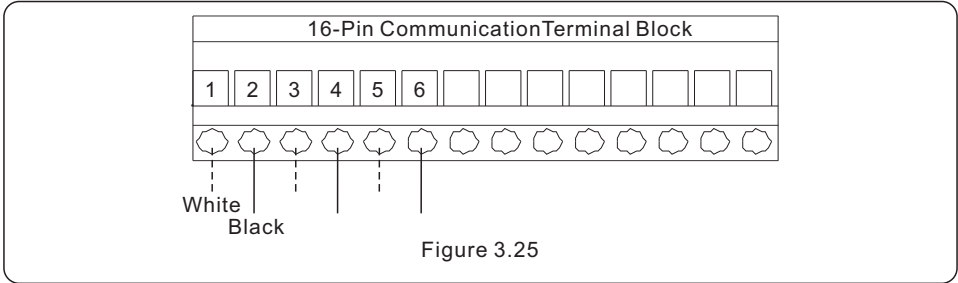 16-Pin CommunicationTerminal Block
1 2 3 4 5 6
White
Black
Figure 3.25